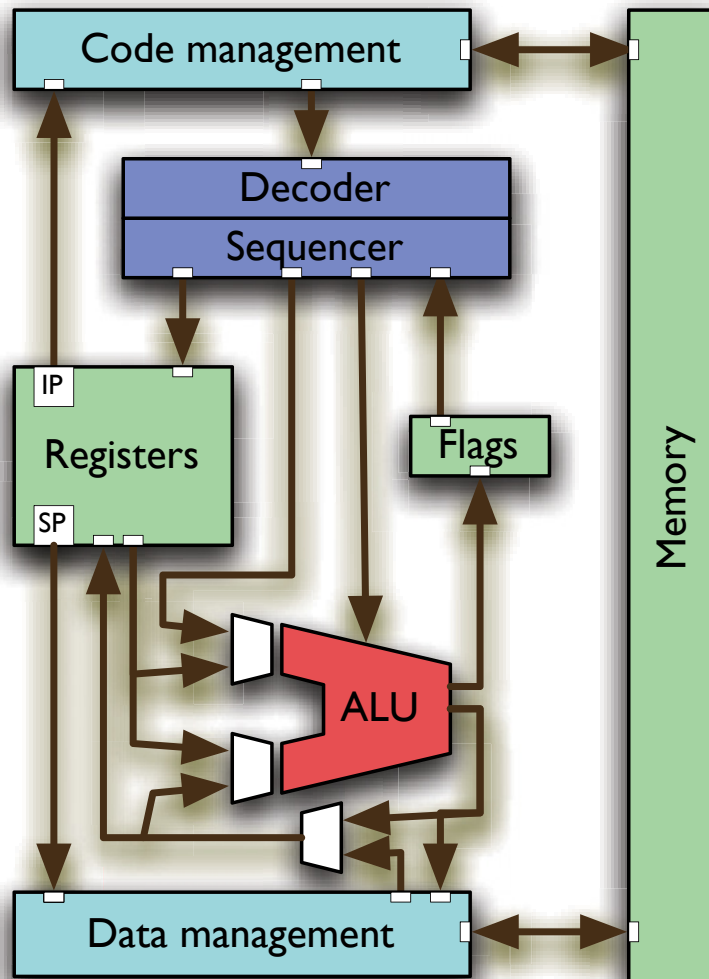 Code management
Decoder
Sequencer
IP
Registers
SP
Flags
ALU
Data management
Memory